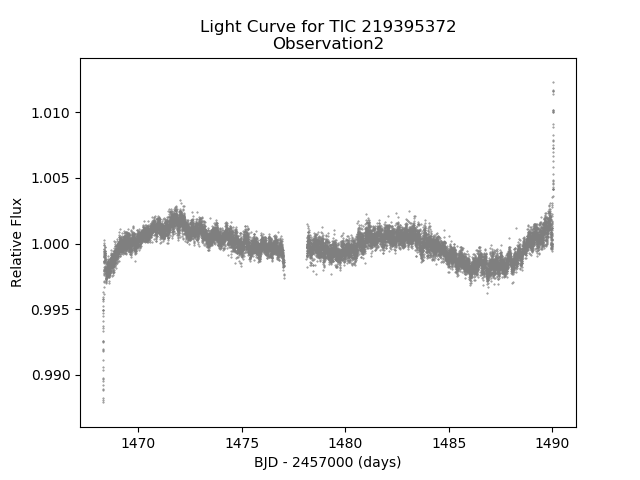 Light Curve for TIC 219395372
Observation2
1.010
1.005
1.000
0.995
0.990
Relative Flux
1470 1475 1480 1485 1490
BJD - 2457000 (days)